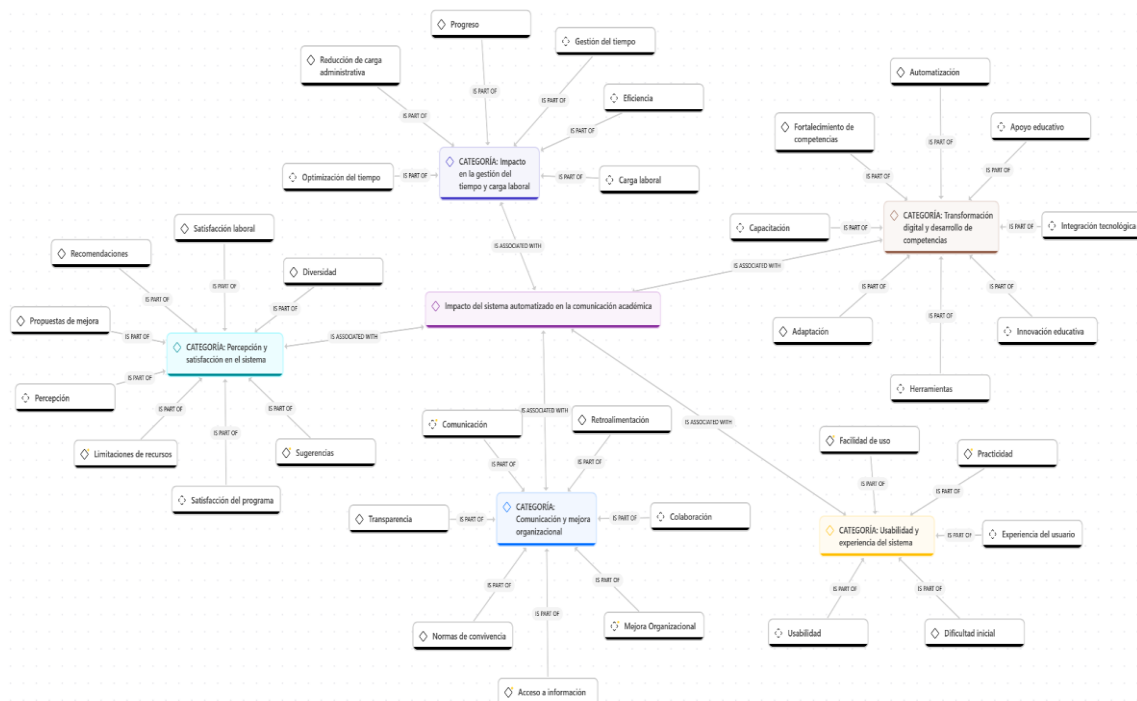 Progreso
Gestión del tiempo
Reducción de carga
administrativa
IS PART OF
IS PART OF
IS PART OF
Eficiencia
IS PART OF
IS PART OF
CATEGORÍA: Impacto
en la gestión del
tiempo y carga laboral
Optimización del tiempo
IS PART OF
IS PART OF
Carga laboral
IS ASSOCIATED WITH
Automatización
Fortalecimiento de
competencias
IS PART OF
Apoyo educativo
IS PART OF
IS PART OF
CATEGORÍA: Transformación
digital y desarrollo de
competencias
Capacitación
IS PART OF
IS PART OF
Integración tecnológica
IS ASSOCIATED WITH
IS PART OF
IS PART OF
IS PART OF
Adaptación
Innovación educativa
Herramientas
Impacto del sistema automatizado en la comunicación académica
Satisfacción laboral
Recomendaciones
Diversidad
IS PART OF
IS PART OF
IS PART OF
Propuestas de mejora
IS PART OF
CATEGORÍA: Percepción y
satisfacción en el sistema
IS ASSOCIATED WITH
IS PART OF
Percepción
IS PART OF
IS PART OF
IS PART OF
Limitaciones de recursos
Sugerencias
Satisfacción del programa
IS ASSOCIATED WITH
Comunicación
Retroalimentación
IS PART OF
IS PART OF
CATEGORÍA:
Comunicación y mejora
organizacional
Transparencia
IS PART OF
IS PART OF
Colaboración
IS PART OF
IS PART OF
IS PART OF
Normas de convivencia
Mejora Organizacional
Acceso a información
IS ASSOCIATED WITH
Facilidad de uso
Practicidad
IS PART OF
IS PART OF
CATEGORÍA: Usabilidad y
experiencia del sistema
IS PART OF
Experiencia del usuario
IS PART OF
IS PART OF
Usabilidad
Dificultad inicial